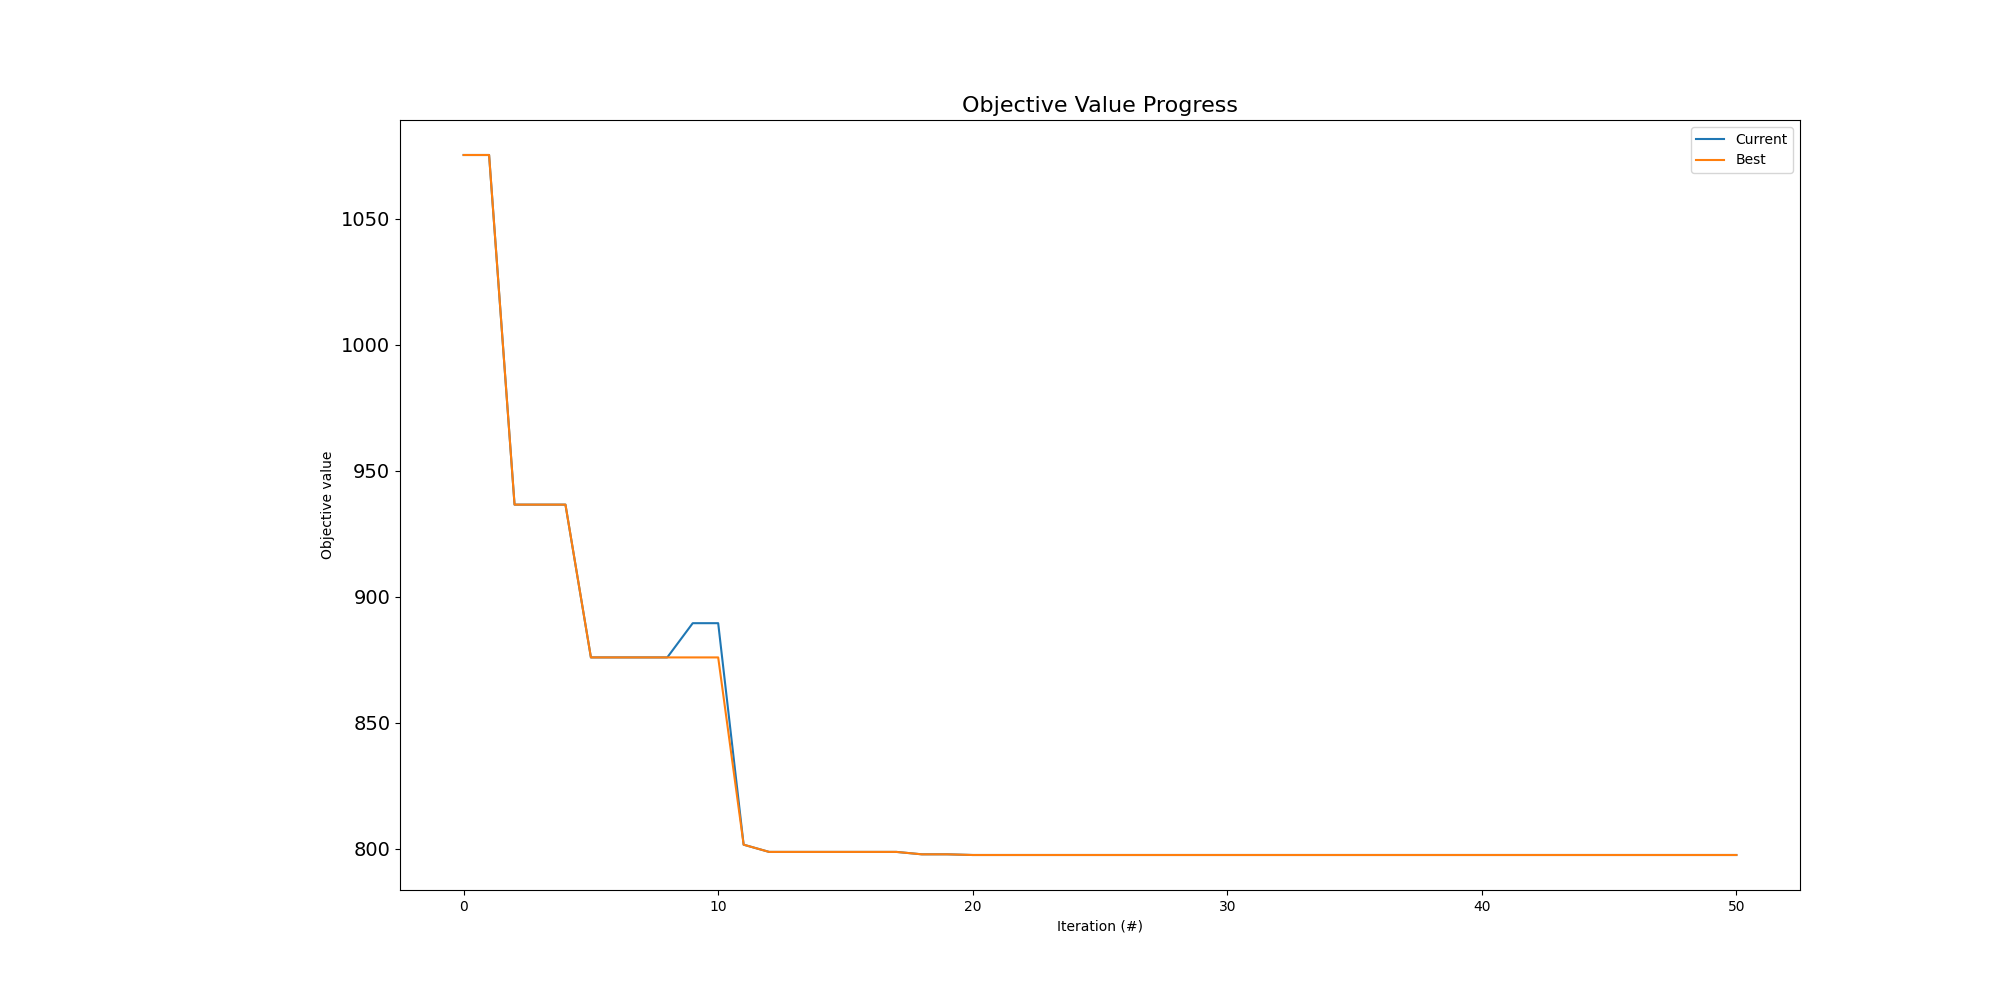 Objective Value Progress
Current
Best
1050
1000
950
900
850
800
Objective value
0 10 20 30 40 50
Iteration (#)